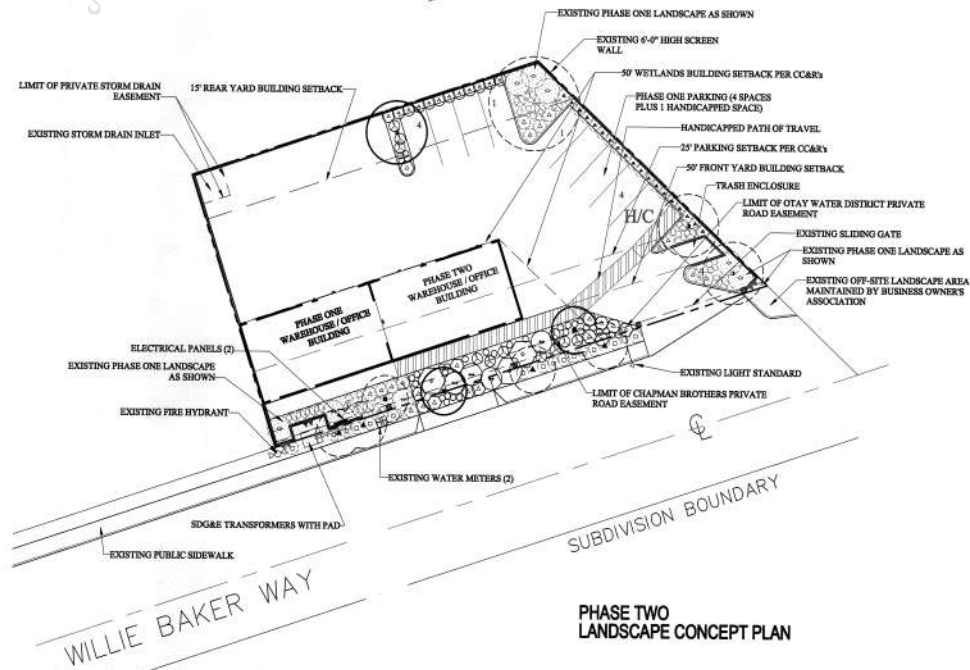 EXISTING PHASE ONE LANDSCAPE AS SHOWN
EXISTING 6'-0" HIGH SCREEN
WALL
50' WETLANDS BUILDING SETBACK PER CC&R's
PHASE ONE PARKING (4 SPACES
PLUS 1 HANDICAPPED SPACE)
HANDICAPPED PATH OF TRAVEL
25' PARKING SETBACK PER CC&R's
50' FRONT YARD BUILDING SETBACK
TRASH ENCLOSURE
LIMIT OF OTAY WATER DISTRICT PRIVATE
ROAD EASEMENT
EXISTING SLIDING GATE
EXISTING PHASE ONE LANDSCAPE AS
SHOWN
EXISTING OFF-SITE LANDSCAPE AREA
MAINTAINED BY BUSINESS OWNER'S
ASSOCIATION
LIMIT OF PRIVATE STORM DRAIN
EASEMENT
15' REAR YARD BUILDING SETBACK
EXISTING STORM DRAIN INLET
4
4
H/C
PHASE TWO
WAREHOUSE / OFFICE
BUILDING
PHASE ONE
WAREHOUSE / OFFICE
BUILDING
ELECTRICAL PANELS (2)
EXISTING PHASE ONE LANDSCAPE
AS SHOWN
EXISTING FIRE HYDRANT
EXISTING LIGHT STANDARD
LIMIT OF CHAPMAN BROTHERS PRIVATE
ROAD EASEMENT
EXISTING WATER METERS (2)
SDG&E TRANSFORMERS WITH PAD
EXISTING PUBLIC SIDEWALK
CL
SUBDIVISION BOUNDARY
WILLIE BAKER WAY
PHASE TWO
LANDSCAPE CONCEPT PLAN